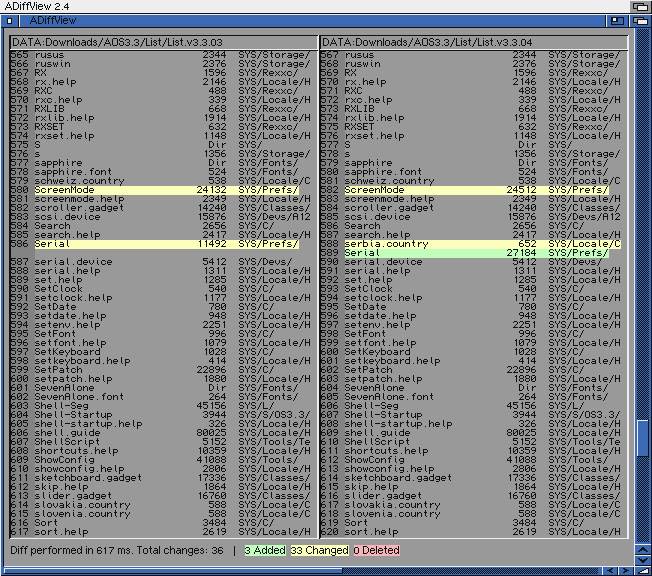 ADiffView 2.4
ADiffView
DATA:Downloads/AOS3.3/List/List.v3.3.03
565 rusus 2344 SYS/Storage/
566 ruswin 2376 SYS/Storage/
567 RX 1596 SYS/Rexxc/
568 rx.help 2146 SYS/Locale/H
569 RXC 488 SYS/Rexxc/
570 rxc.help 339 SYS/Locale/H
571 RXLIB 668 SYS/Rexxc/
572 rxlib.help 1914 SYS/Locale/H
573 RXSET 632 SYS/Rexxc/
574 rxset.help 1148 SYS/Locale/H
575 S Dir SYS/
576 s 1356 SYS/Storage/
577 sapphire Dir SYS/Fonts/
578 sapphire.font 524 SYS/Fonts/
579 schweiz.country 538 SYS/Locale/C
580 ScreenMode 24132 SYS/Prefs/
581 screenmode.help 2349 SYS/Locale/H
582 scroller.gadget 14240 SYS/Classes/
583 scsi.device 15876 SYS/Devs/A12
584 Search 2656 SYS/C/
585 search.help 2417 SYS/Locale/H
586 Serial 11492 SYS/Prefs/
587 serial.device 5412 SYS/Devs/
588 serial.help 1311 SYS/Locale/H
589 set.help 1285 SYS/Locale/H
590 SetClock 540 SYS/C/
591 setclock.help 1177 SYS/Locale/H
592 SetDate 780 SYS/C/
593 setdate.help 948 SYS/Locale/H
594 setenv.help 2251 SYS/Locale/H
595 SetFont 996 SYS/C/
596 setfont.help 1079 SYS/Locale/H
597 SetKeyboard 1028 SYS/C/
598 setkeyboard.help 414 SYS/Locale/H
599 SetPatch 22896 SYS/C/
600 setpatch.help 1880 SYS/Locale/H
601 SevenAlone Dir SYS/Fonts/
602 SevenAlone.font 264 SYS/Fonts/
603 Shell-Seg 45156 SYS/L/
604 Shell-Startup 3944 SYS/S/OS3.3/
605 shell-startup.help 326 SYS/Locale/H
606 shell.guide 80025 SYS/Locale/H
607 ShellScript 5152 SYS/Tools/Te
608 shortcuts.help 10359 SYS/Locale/H
609 ShowConfig 41088 SYS/Tools/
610 showconfig.help 2806 SYS/Locale/H
611 sketchboard.gadget 17336 SYS/Classes/
612 skip.help 1864 SYS/Locale/H
613 slider.gadget 16760 SYS/Classes/
614 slovakia.country 588 SYS/Locale/C
615 slovenia.country 588 SYS/Locale/C
616 Sort 3484 SYS/C/
617 sort.help 2619 SYS/Locale/H
DATA:Downloads/AOS3.3/List/List.v3.3.04
567 rusus 2344 SYS/Storage/
568 ruswin 2376 SYS/Storage/
569 RX 1596 SYS/Rexxc/
570 rx.help 2146 SYS/Locale/H
571 RXC 488 SYS/Rexxc/
572 rxc.help 339 SYS/Locale/H
573 RXLIB 668 SYS/Rexxc/
574 rxlib.help 1914 SYS/Locale/H
575 RXSET 632 SYS/Rexxc/
576 rxset.help 1148 SYS/Locale/H
577 S Dir SYS/
578 s 1356 SYS/Storage/
579 sapphire Dir SYS/Fonts/
580 sapphire.font 524 SYS/Fonts/
581 schweiz.country 538 SYS/Locale/C
582 ScreenMode 24512 SYS/Prefs/
583 screenmode.help 2349 SYS/Locale/H
584 scroller.gadget 14240 SYS/Classes/
585 scsi.device 15876 SYS/Devs/A12
586 Search 2656 SYS/C/
587 search.help 2417 SYS/Locale/H
588 serbia.country 652 SYS/Locale/C
589 Serial 27184 SYS/Prefs/
590 serial.device 5412 SYS/Devs/
591 serial.help 1311 SYS/Locale/H
592 set.help 1285 SYS/Locale/H
593 SetClock 540 SYS/C/
594 setclock.help 1177 SYS/Locale/H
595 SetDate 780 SYS/C/
596 setdate.help 948 SYS/Locale/H
597 setenv.help 2251 SYS/Locale/H
598 SetFont 996 SYS/C/
599 setfont.help 1079 SYS/Locale/H
600 SetKeyboard 1028 SYS/C/
601 setkeyboard.help 414 SYS/Locale/H
602 SetPatch 22896 SYS/C/
603 setpatch.help 1880 SYS/Locale/H
604 SevenAlone Dir SYS/Fonts/
605 SevenAlone.font 264 SYS/Fonts/
606 Shell-Seg 45156 SYS/L/
607 Shell-Startup 3944 SYS/S/OS3.3/
608 shell-startup.help 326 SYS/Locale/H
609 shell.guide 80025 SYS/Locale/H
610 ShellScript 5152 SYS/Tools/Te
611 shortcuts.help 10359 SYS/Locale/H
612 ShowConfig 41088 SYS/Tools/
613 showconfig.help 2806 SYS/Locale/H
614 sketchboard.gadget 17336 SYS/Classes/
615 skip.help 1864 SYS/Locale/H
616 slider.gadget 16760 SYS/Classes/
617 slovakia.country 588 SYS/Locale/C
618 slovenia.country 588 SYS/Locale/C
619 Sort 3484 SYS/C/
620 sort.help 2619 SYS/Locale/H
Diff performed in 617 ms. Total changes: 36 | 3 Added 33 Changed 0 Deleted